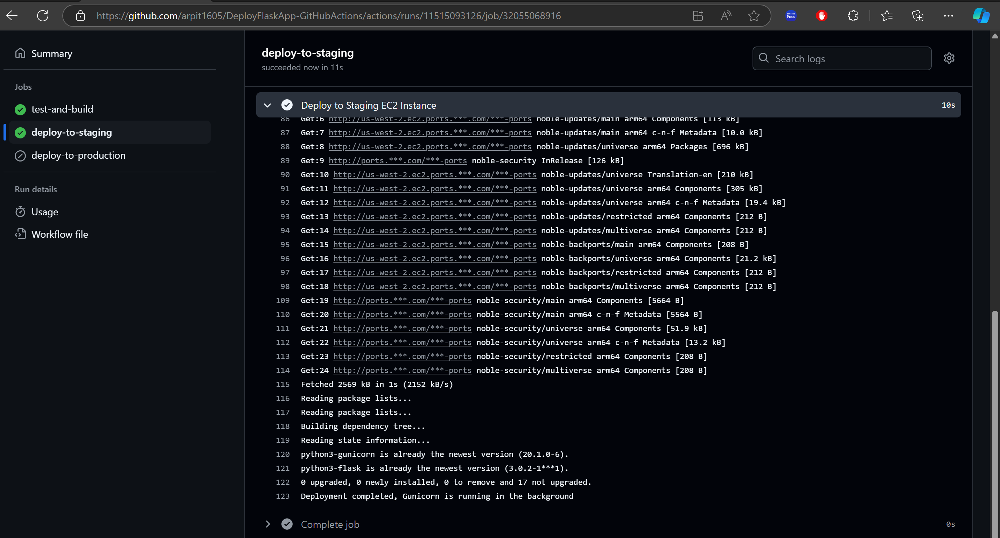 https://github.com/arpit1605/DeployFlaskApp-GitHubActions/actions/runs/11515093126/job/32055068916
SAMSUNG Pass
Summary
Jobs
test-and-build
deploy-to-staging
deploy-to-production
Run details
Usage
Workflow file
deploy-to-staging
succeeded now in 11s
Search logs
Deploy to Staging EC2 Instance 10s
86 Get:6 http://us-west-2.ec2.ports.***.com/***-ports noble-updates/main arm64 Components [113 kB]
87 Get:7 http://us-west-2.ec2.ports.***.com/***-ports noble-updates/main arm64 c-n-f Metadata [10.0 kB]
88 Get:8 http://us-west-2.ec2.ports.***.com/***-ports noble-updates/universe arm64 Packages [696 kB]
89 Get:9 http://ports.***.com/***-ports noble-security InRelease [126 kB]
90 Get:10 http://us-west-2.ec2.ports.***.com/***-ports noble-updates/universe Translation-en [210 kB]
91 Get:11 http://us-west-2.ec2.ports.***.com/***-ports noble-updates/universe arm64 Components [305 kB]
92 Get:12 http://us-west-2.ec2.ports.***.com/***-ports noble-updates/universe arm64 c-n-f Metadata [19.4 kB]
93 Get:13 http://us-west-2.ec2.ports.***.com/***-ports noble-updates/restricted arm64 Components [212 B]
94 Get:14 http://us-west-2.ec2.ports.***.com/***-ports noble-updates/multiverse arm64 Components [212 B]
95 Get:15 http://us-west-2.ec2.ports.***.com/***-ports noble-backports/main arm64 Components [208 B]
96 Get:16 http://us-west-2.ec2.ports.***.com/***-ports noble-backports/universe arm64 Components [21.2 kB]
97 Get:17 http://us-west-2.ec2.ports.***.com/***-ports noble-backports/restricted arm64 Components [212 B]
98 Get:18 http://us-west-2.ec2.ports.***.com/***-ports noble-backports/multiverse arm64 Components [212 B]
109 Get:19 http://ports.***.com/***-ports noble-security/main arm64 Components [5664 B]
110 Get:20 http://ports.***.com/***-ports noble-security/main arm64 c-n-f Metadata [5564 B]
111 Get:21 http://ports.***.com/***-ports noble-security/universe arm64 Components [51.9 kB]
112 Get:22 http://ports.***.com/***-ports noble-security/universe arm64 c-n-f Metadata [13.2 kB]
113 Get:23 http://ports.***.com/***-ports noble-security/restricted arm64 Components [208 B]
114 Get:24 http://ports.***.com/***-ports noble-security/multiverse arm64 Components [208 B]
115 Fetched 2569 kB in 1s (2152 kB/s)
116 Reading package lists...
117 Reading package lists...
118 Building dependency tree...
119 Reading state information...
120 python3-gunicorn is already the newest version (20.1.0-6).
121 python3-flask is already the newest version (3.0.2-1***1).
122 0 upgraded, 0 newly installed, 0 to remove and 17 not upgraded.
123 Deployment completed, Gunicorn is running in the background
Complete job 0s